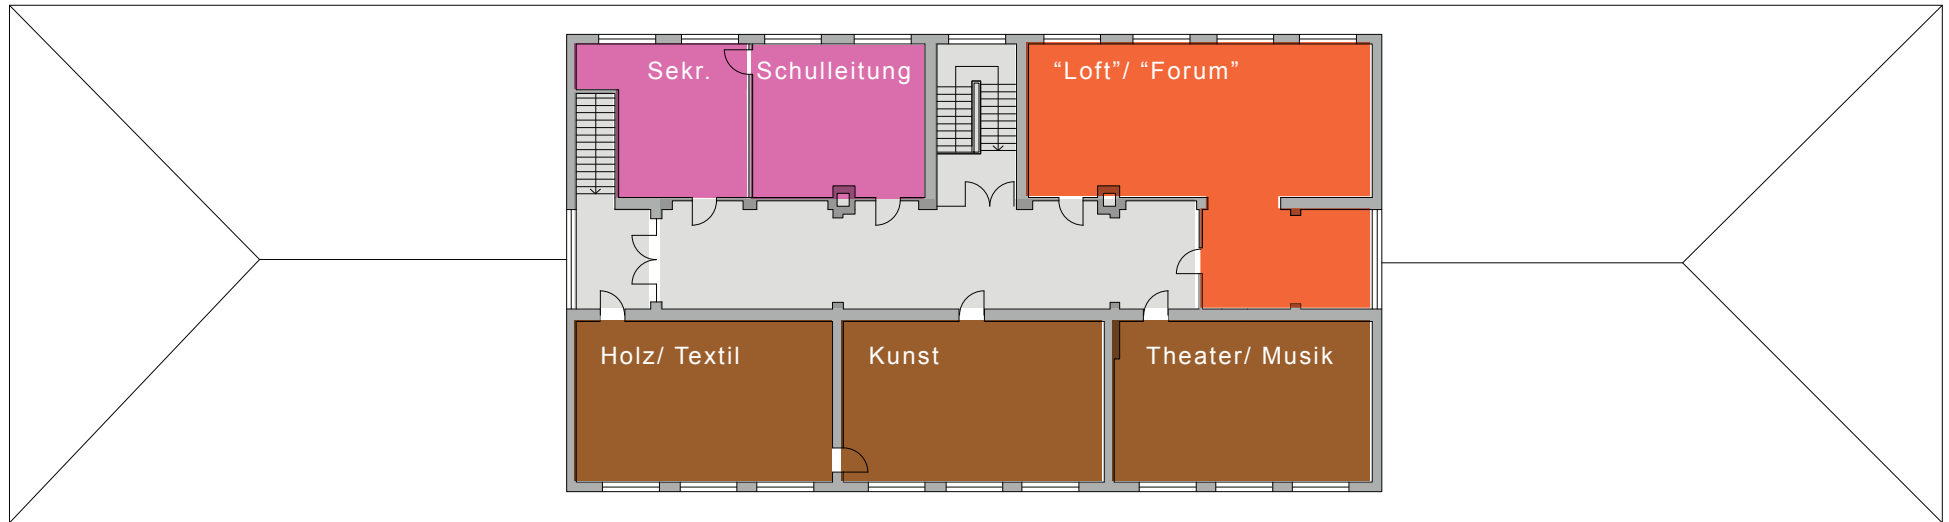 Sekr.
Schulleitung
“Loft”/ “Forum”
Holz/ Textil
Kunst
Theater/ Musik